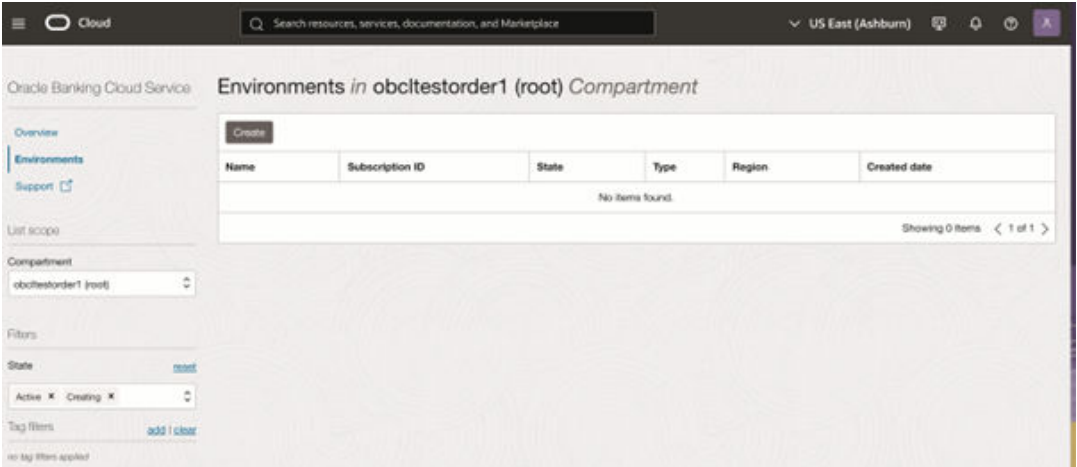 Cloud
Search resources, services, documentation, and Marketplace
US East (Ashburn)
Oracle Banking Cloud Service
Overview
Environments
Support
List scope
Compartment
obcltestorder1 (root)
Filters
State
reset
Active × Creating ×
Tag filters
add | clear
no tag filters applied
Environments in obcltestorder1 (root) Compartment
Create
Name Subscription ID State Type Region Created date
No items found.
Showing 0 Items < 1 of 1 >